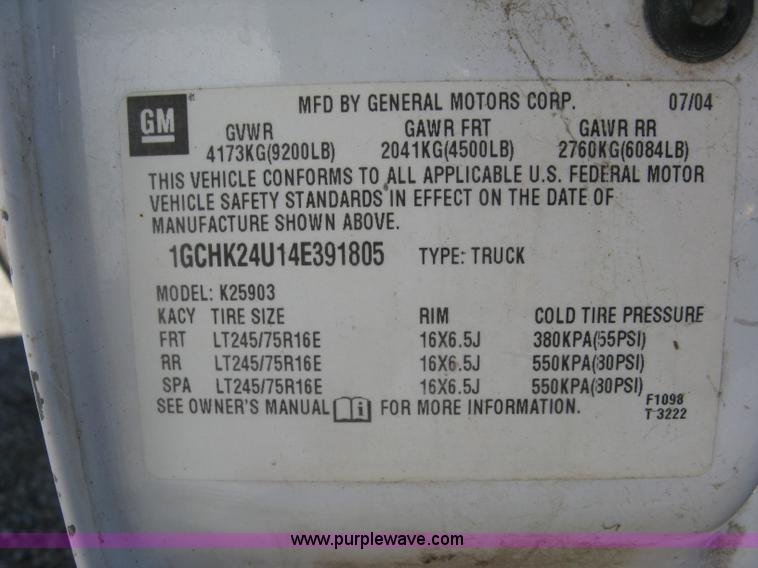 GM MFD BY GENERAL MOTORS CORP. 07/04
GVWR GAWR FRT GAWR RR
4173KG(9200LB) 2041KG(4500LB) 2760KG(6084LB)
THIS VEHICLE CONFORMS TO ALL APPLICABLE U.S. FEDERAL MOTOR
VEHICLE SAFETY STANDARDS IN EFFECT ON THE DATE OF
MANUFACTURE SHOWN ABOVE.
1GCHK24U14E391805 TYPE: TRUCK
MODEL: K25903
KACY TIRE SIZE RIM COLD TIRE PRESSURE
FRT LT245/75R16E 16X6.5J 380KPA(55PSI)
RR LT245/75R16E 16X6.5J 550KPA(80PSI)
SPA LT245/75R16E 16X6.5J 550KPA(80PSI)
SEE OWNER'S MANUAL i FOR MORE INFORMATION. F1098
T 3222
www.purplewave.com